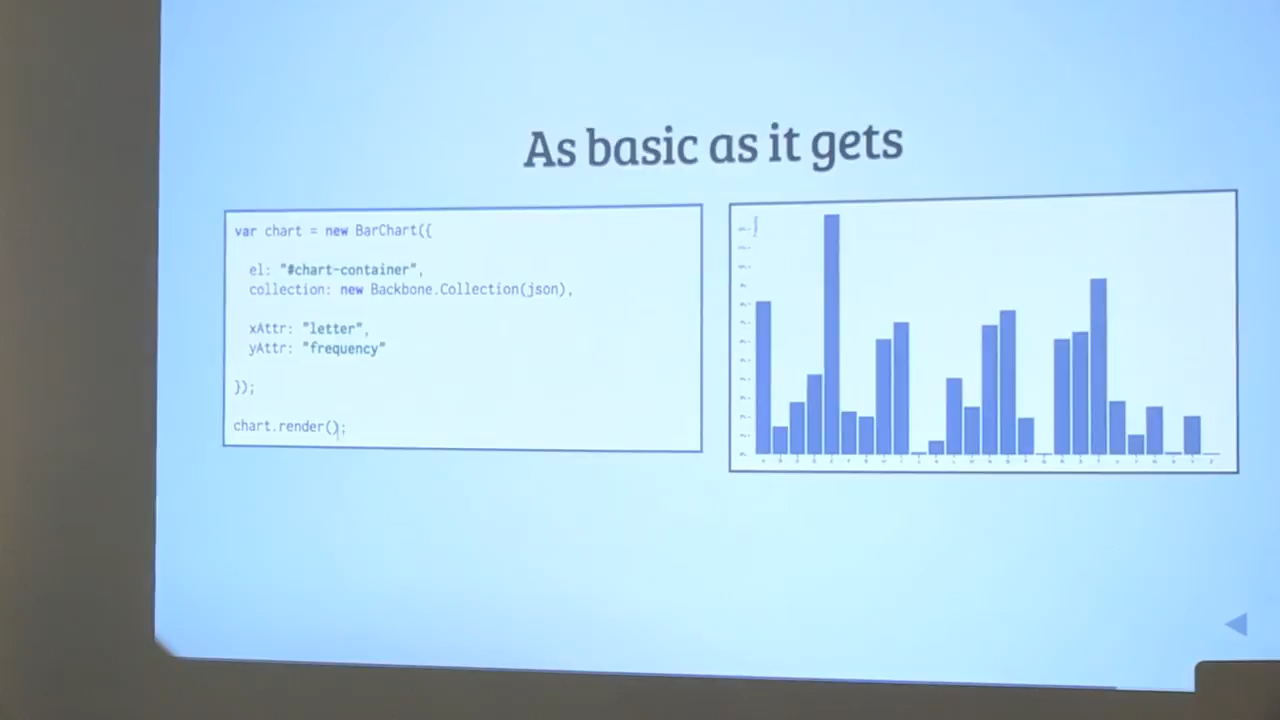 As basic as it gets
var chart = new BarChart({
el: "#chart-container",
collection: new Backbone.Collection(json),
xAttr: "letter",
yAttr: "frequency"
});
chart.render();